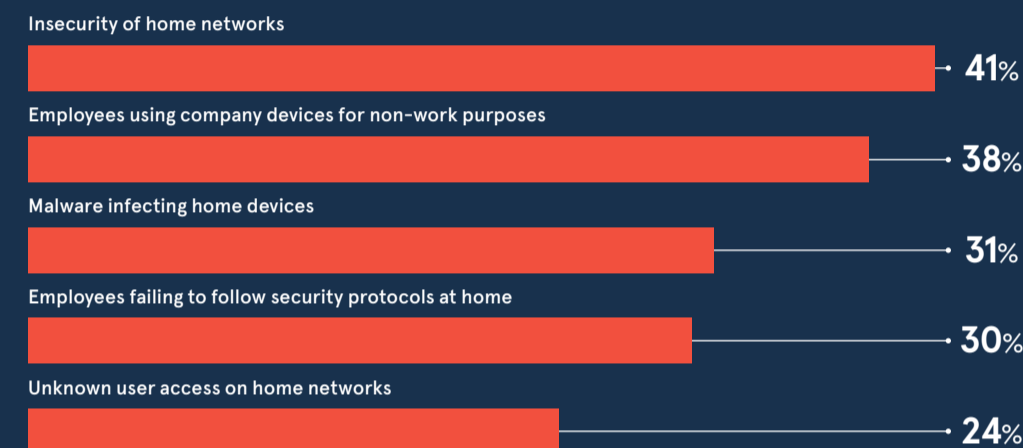 Insecurity of home networks
41%
Employees using company devices for non-work purposes
38%
Malware infecting home devices
31%
Employees failing to follow security protocols at home
30%
Unknown user access on home networks
24%